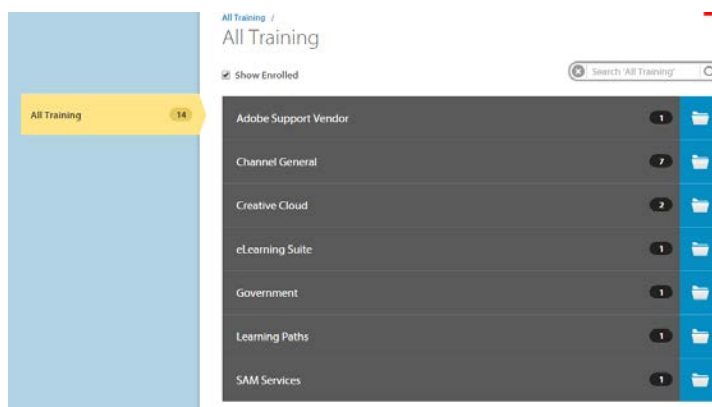 All Training /
All Training
Show Enrolled
Search 'All Training'
All Training 14
Adobe Support Vendor 1
Channel General 7
Creative Cloud 2
eLearning Suite 1
Government 1
Learning Paths 1
SAM Services 1